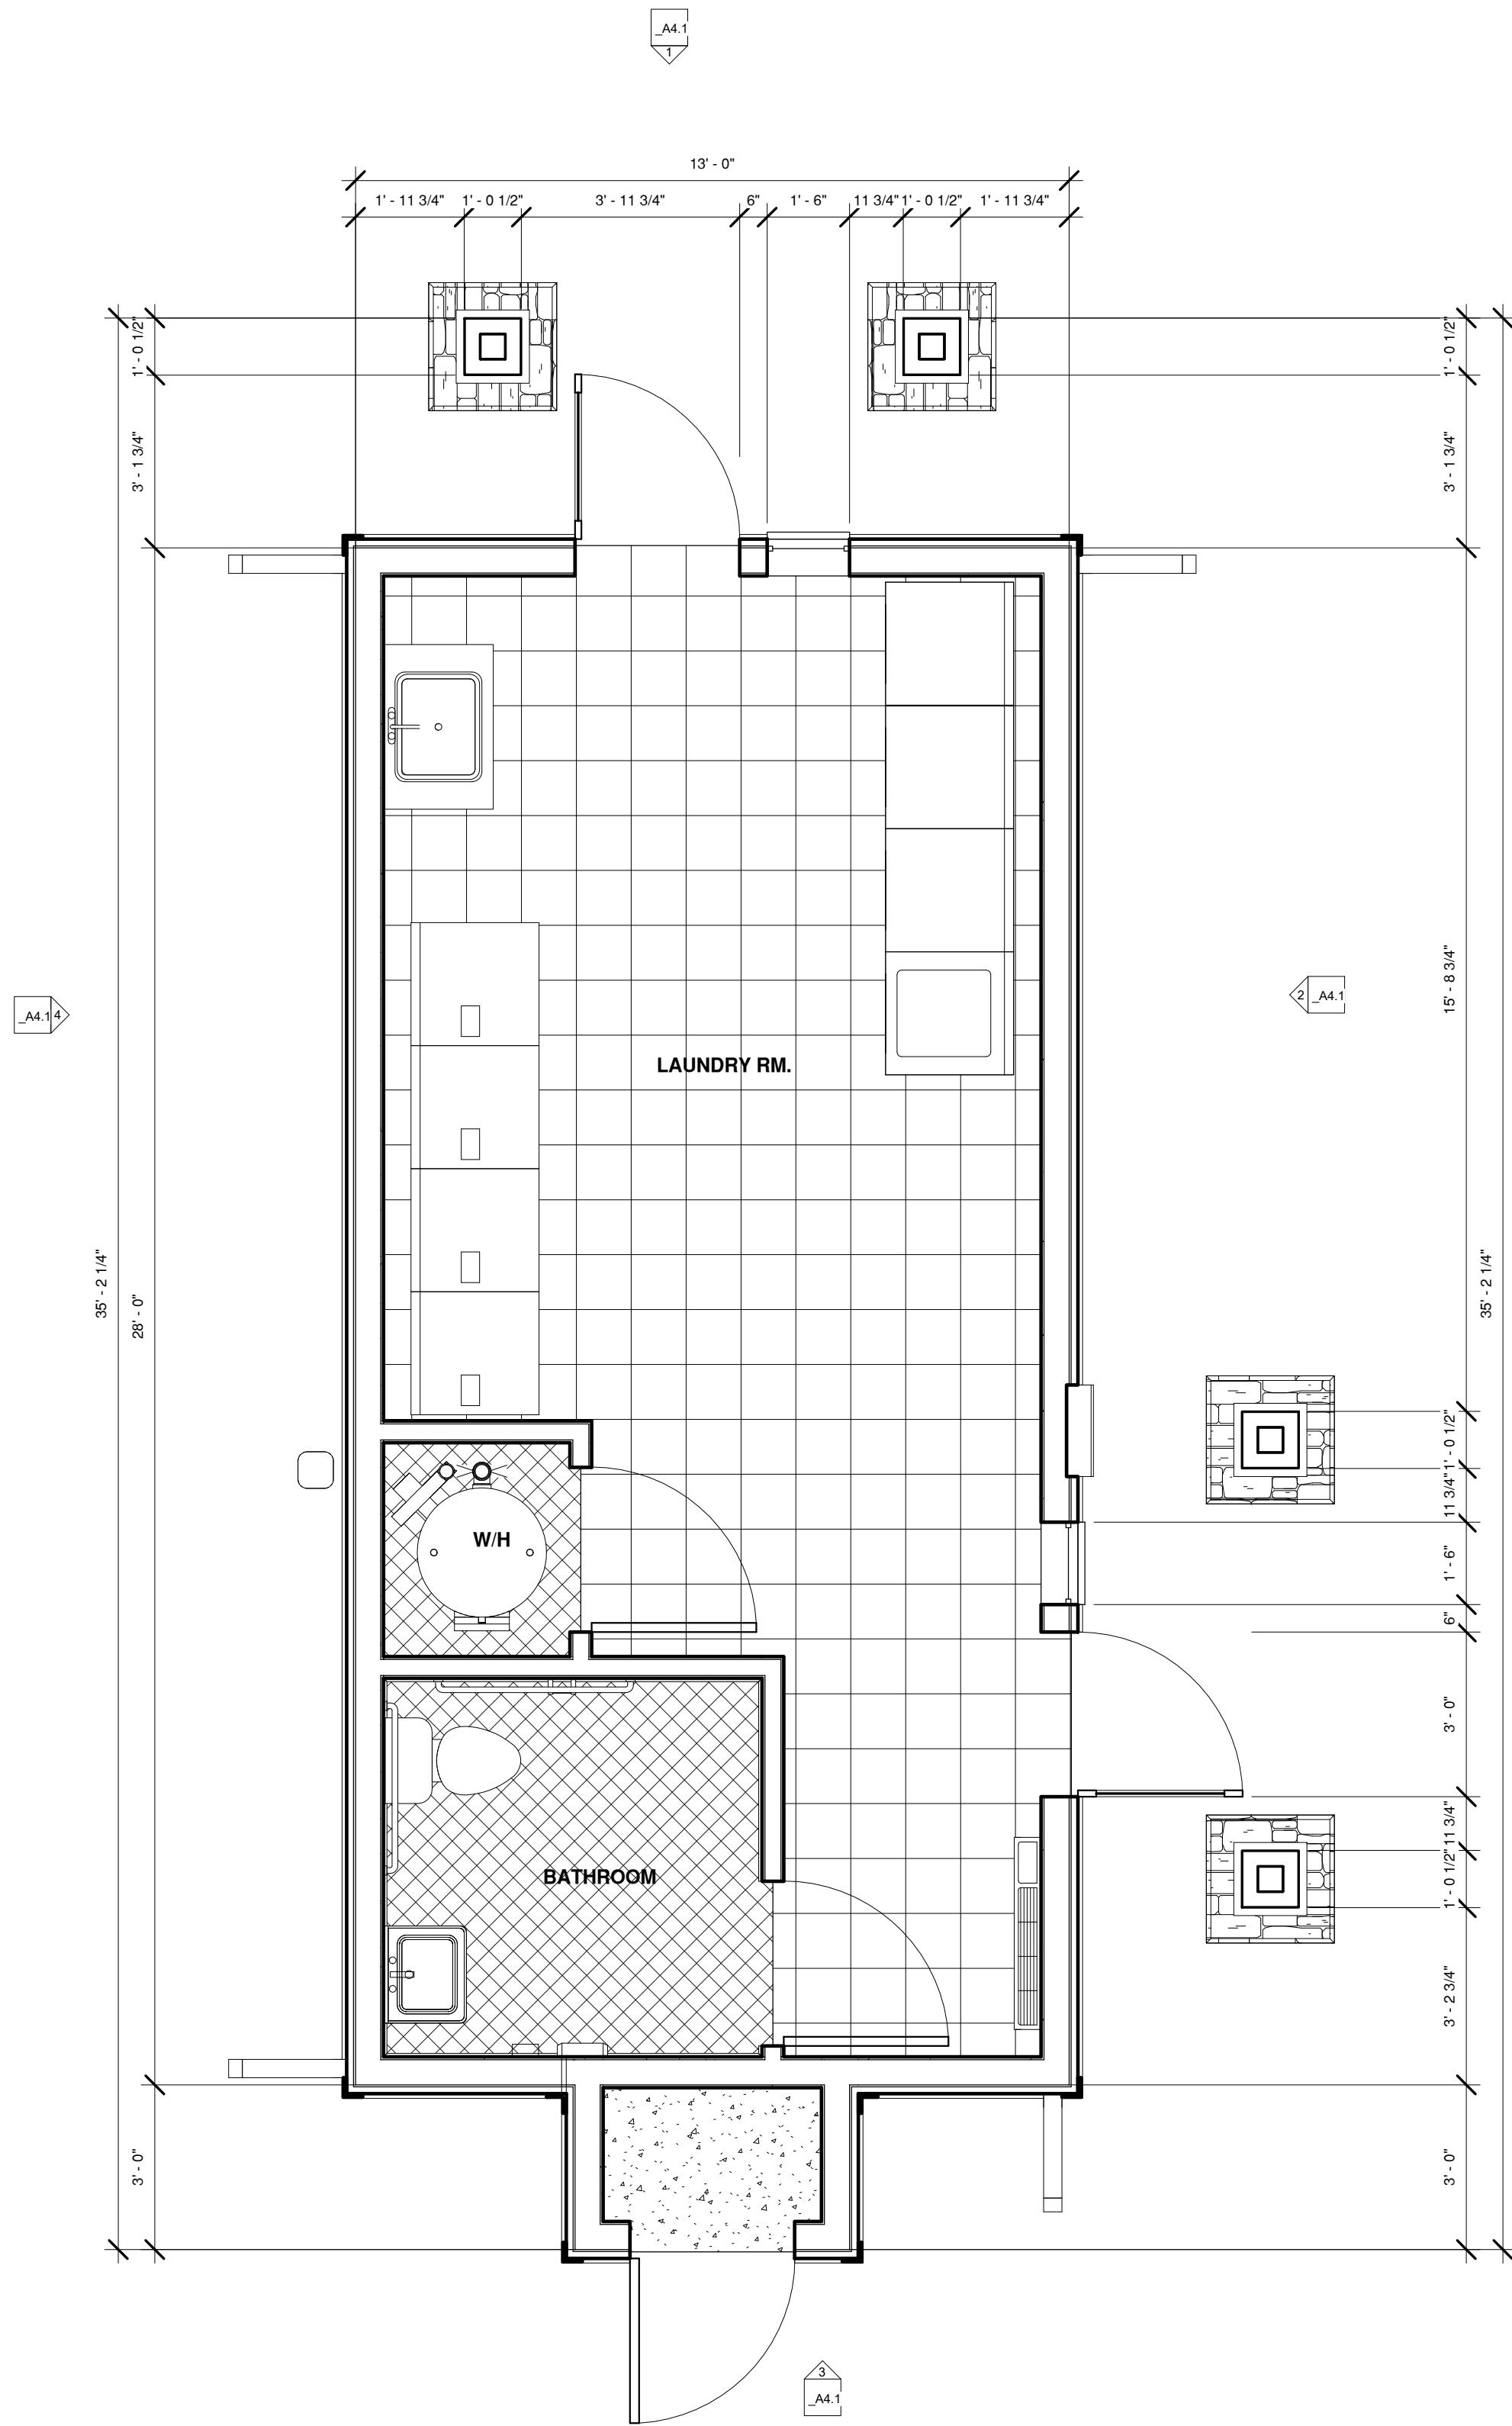 _A4.1
1
13' - 0"
1' - 11 3/4"
1' - 0 1/2"
3' - 11 3/4"
6"
1' - 6"
11 3/4"
1' - 0 1/2"
1' - 11 3/4"
1' - 0 1/2"
3' - 1 3/4"
35' - 2 1/4"
28' - 0"
3' - 0"
_A4.1
4
LAUNDRY RM.
W/H
BATHROOM
2
_A4.1
1' - 0 1/2"
3' - 1 3/4"
15' - 8 3/4"
35' - 2 1/4"
1' - 0 1/2"
11 3/4"
1' - 6"
6"
3' - 0"
11 3/4"
1' - 0 1/2"
3' - 2 3/4"
3' - 0"
3
_A4.1